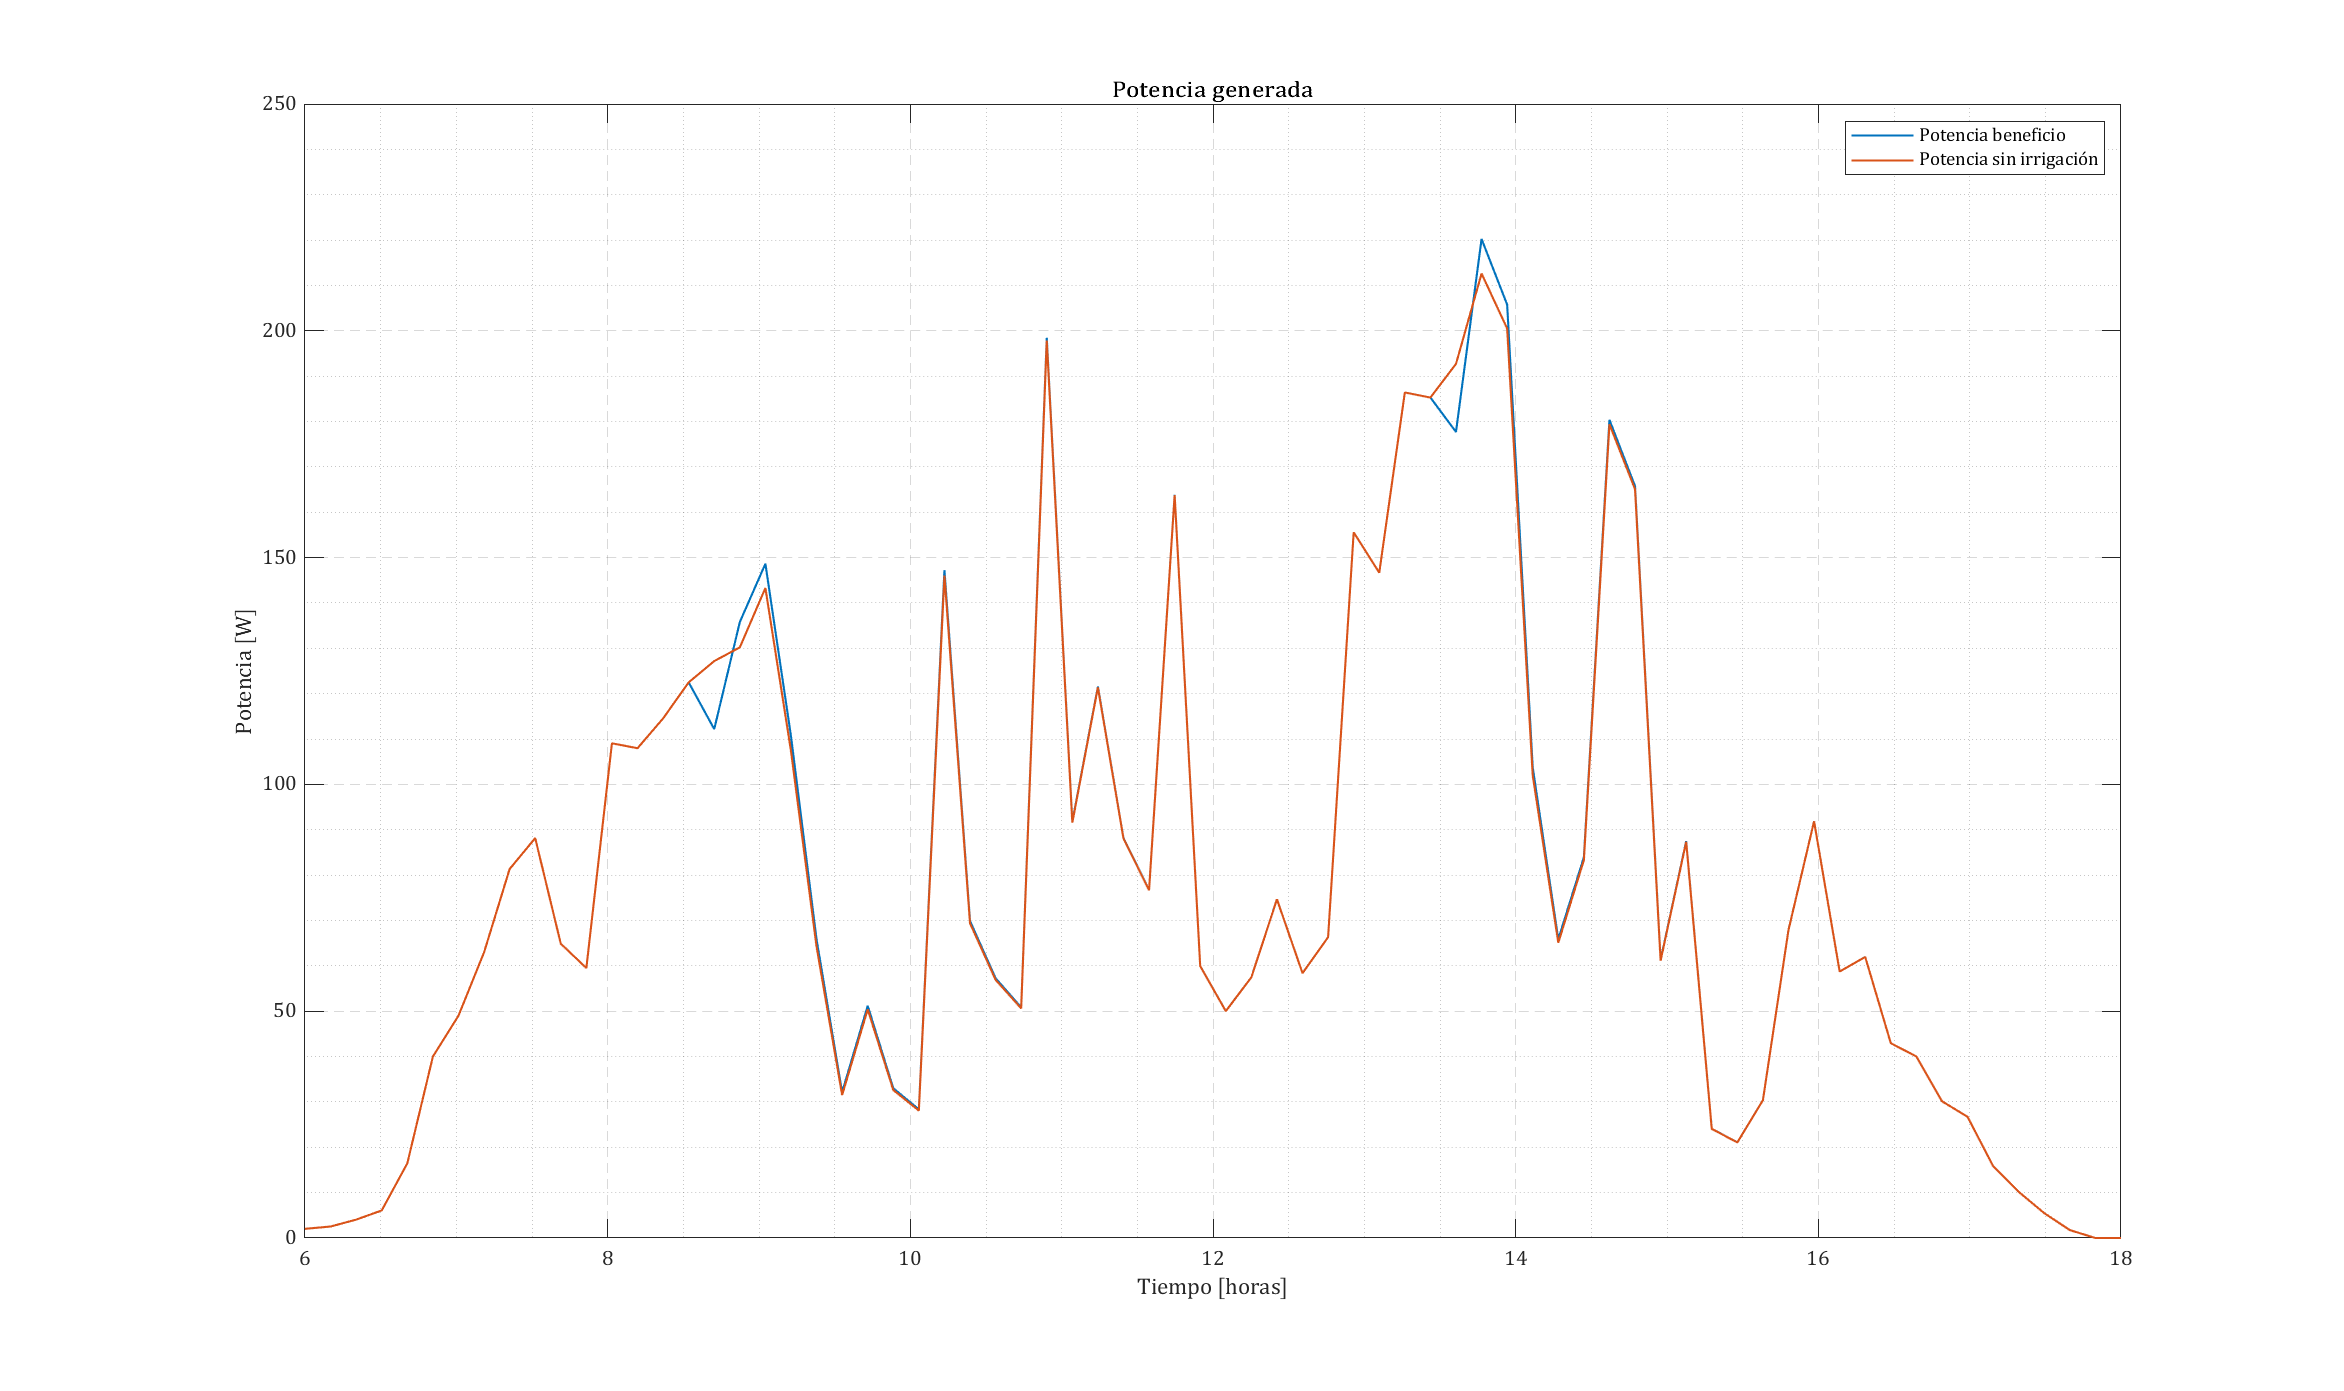 Potencia generada
250
200
150
100
50
0
Potencia [W]
Potencia beneficio
Potencia sin irrigación
6 8 10 12 14 16 18
Tiempo [horas]